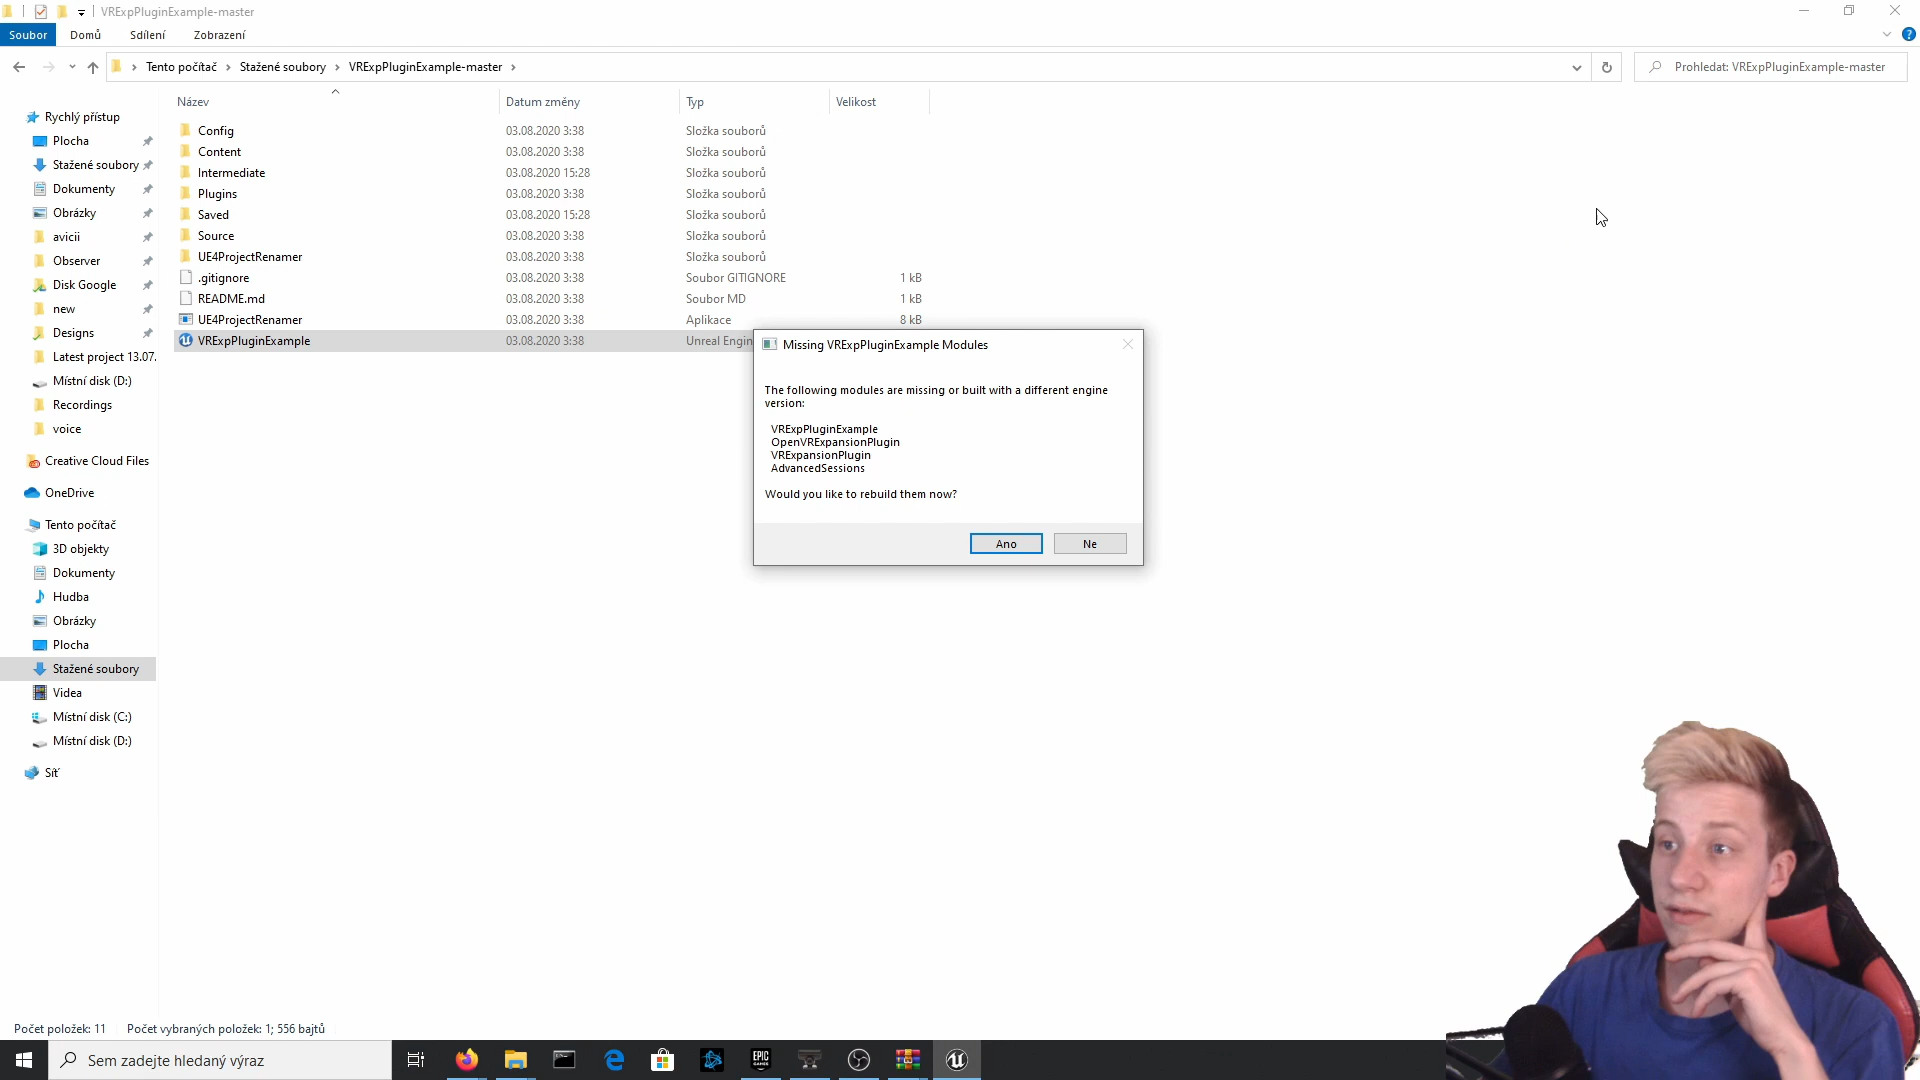 VRExpPluginExample-master
Soubor Domů Sdílení Zobrazení
Tento počítač Stažené soubory VRExpPluginExample-master
Prohledat: VRExpPluginExample-master
Název Datum změny Typ Velikost
Config 03.08.2020 3:38 Složka souborů
Content 03.08.2020 3:38 Složka souborů
Intermediate 03.08.2020 15:28 Složka souborů
Plugins 03.08.2020 3:38 Složka souborů
Saved 03.08.2020 15:28 Složka souborů
Source 03.08.2020 3:38 Složka souborů
UE4ProjectRenamer 03.08.2020 3:38 Složka souborů
.gitignore 03.08.2020 3:38 Soubor GITIGNORE 1 kB
README.md 03.08.2020 3:38 Soubor MD 1 kB
UE4ProjectRenamer 03.08.2020 3:38 Aplikace 8 kB
VRExpPluginExample 03.08.2020 3:38 Unreal Engin
Rychlý přístup
Plocha
Stažené soubory
Dokumenty
Obrázky
avicii
Observer
Disk Google
new
Designs
Latest project 13.07.
Místní disk (D:)
Recordings
voice
Creative Cloud Files
OneDrive
Tento počítač
3D objekty
Dokumenty
Hudba
Obrázky
Plocha
Stažené soubory
Videa
Místní disk (C:)
Místní disk (D:)
Síť
Missing VRExpPluginExample Modules
The following modules are missing or built with a different engine
version:
VRExpPluginExample
OpenVRExpansionPlugin
VRExpansionPlugin
AdvancedSessions
Would you like to rebuild them now?
Ano Ne
Počet položek: 11 Počet vybraných položek: 1; 556 bajtů
Sem zadejte hledaný výraz
EPIC
GAMES